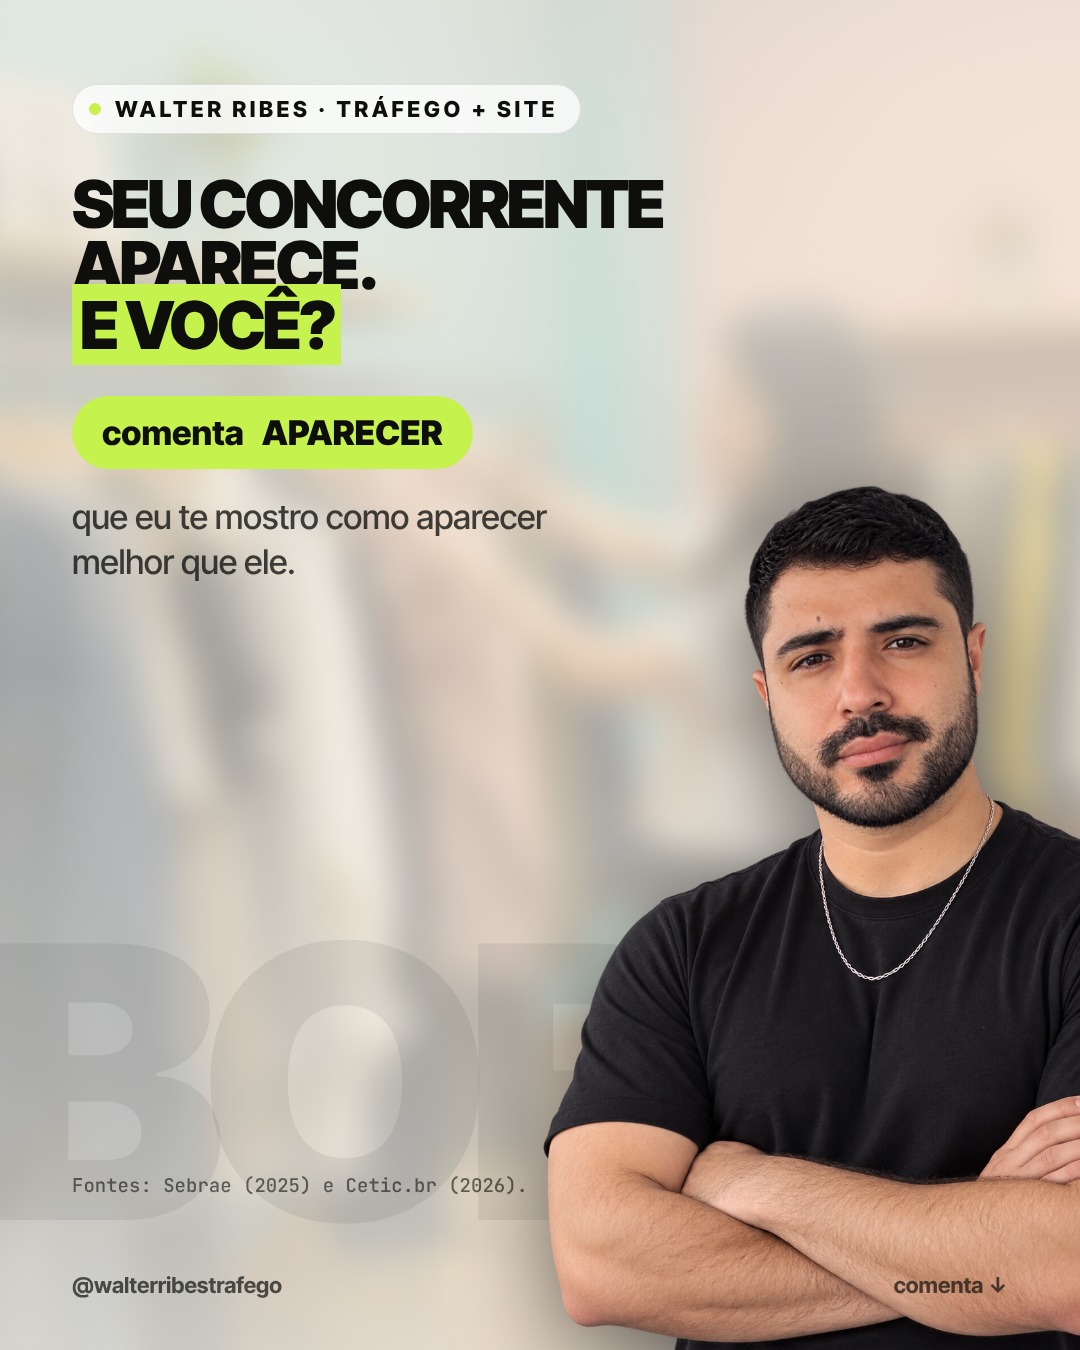 WALTER RIBES · TRÁFEGO + SITE
SEU CONCORRENTE
APARECE.
E VOCÊ?
comenta APARECER
que eu te mostro como aparecer
melhor que ele.
BO
Fontes: Sebrae (2025) e Cetic.br (2026).
@walterribestrafego
comenta ↓